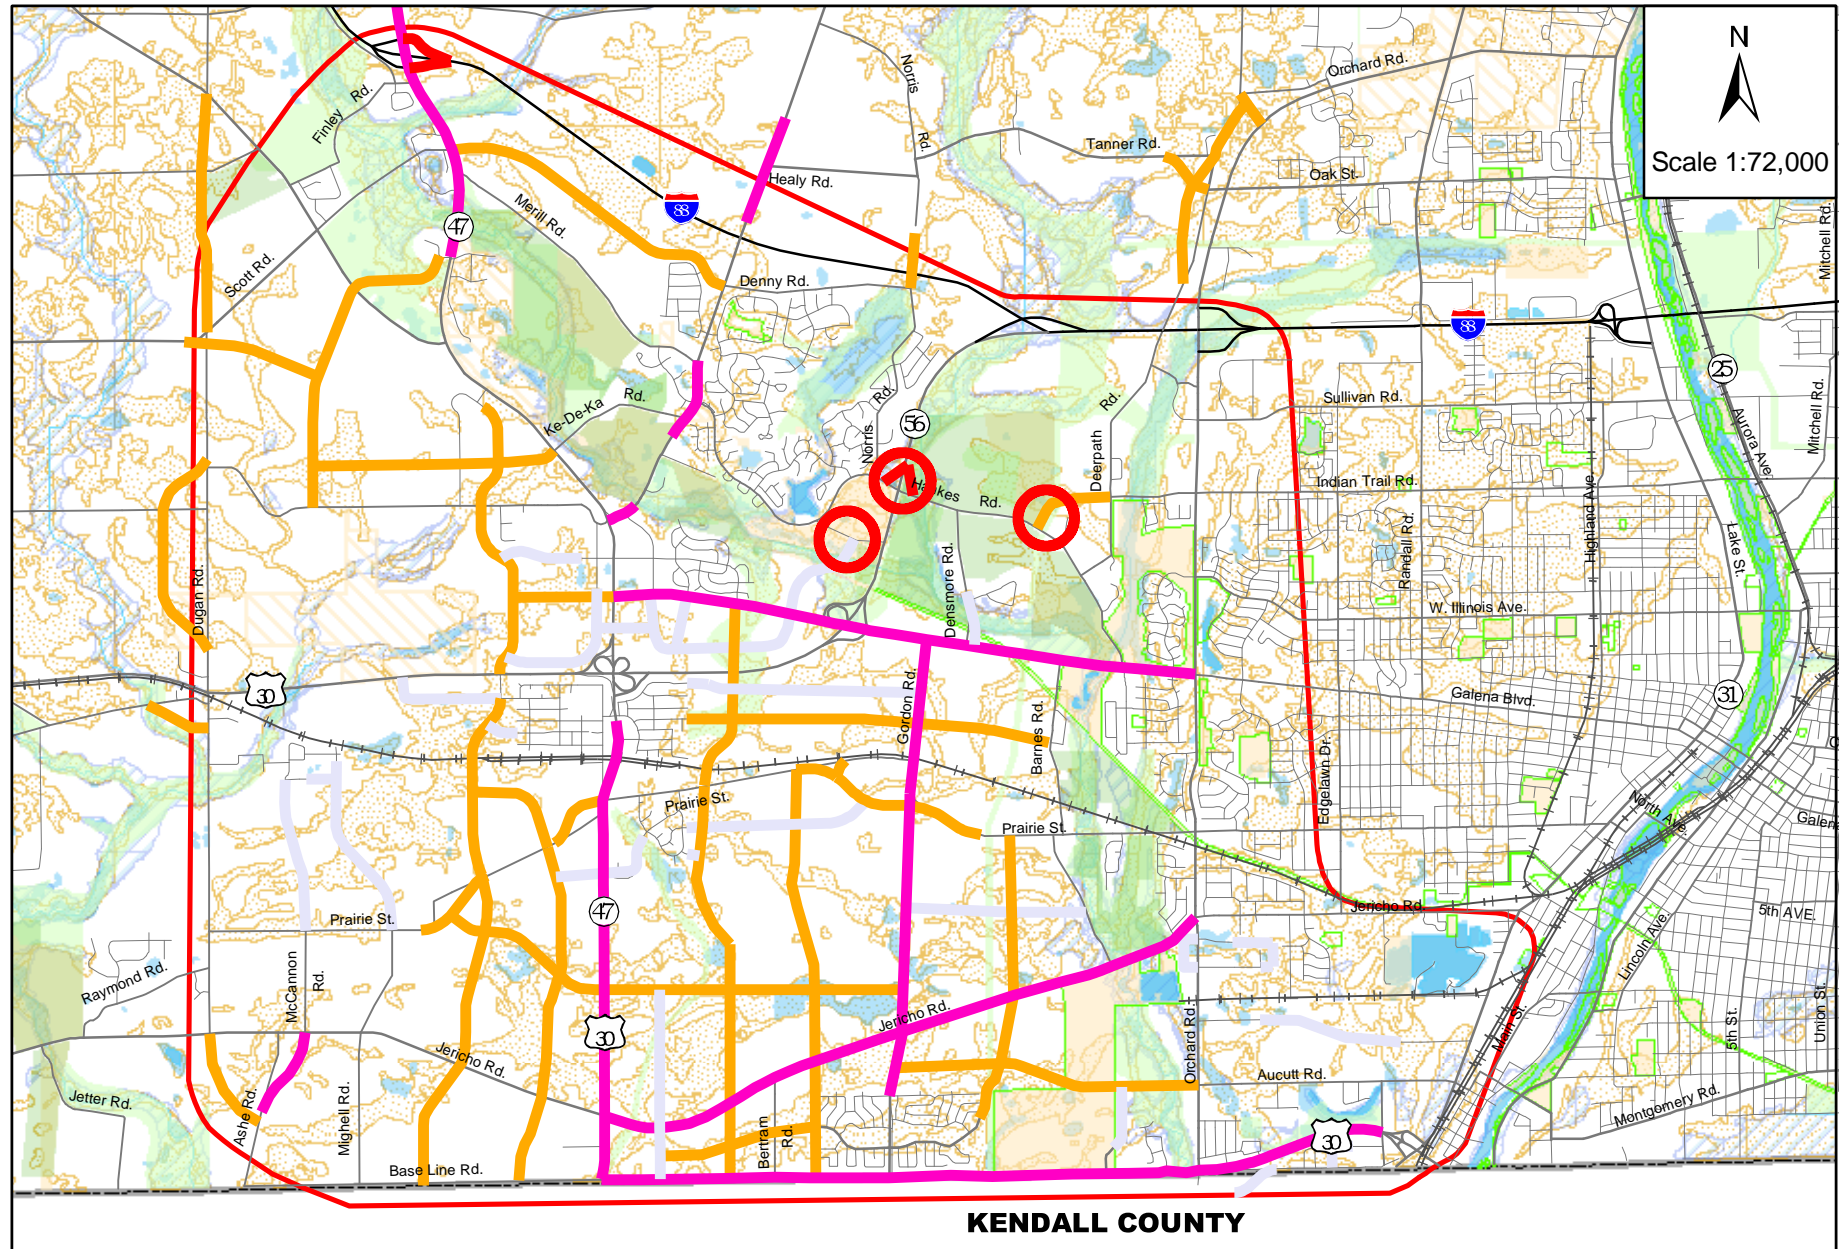 N
Scale 1:72,000
Orchard Rd.
Norris
Rd.
Finley
Rd.
Tanner Rd.
Healy Rd.
Oak St.
88
Merill Rd.
47
Mitchell Rd.
Scott Rd.
Denny Rd.
88
25
Sullivan Rd.
Ke-De-Ka
Rd.
Rd.
Rd.
56
Norris
Aurora Ave.
Mitchell Rd.
Deerpath
Hankes
Rd.
Indian Trail Rd.
Highland Ave.
Randall Rd.
Lake St.
Densmore Rd.
Dugan Rd.
W. Illinois Ave.
30
Galena Blvd.
31
Gordon Rd.
Barnes Rd.
Edgelawn Dr.
Prairie St.
Prairie St.
North Ave.
Galena
Jericho Rd.
5th AVE.
47
Prairie St.
Lincoln Ave.
Raymond Rd.
McCannon
Rd.
Jericho Rd.
30
Orchard Rd.
Main St.
5th St.
Union St.
Jericho Rd.
Aucutt Rd.
Jetter Rd.
Ashe Rd.
Mighell Rd.
Montgomery Rd.
Bertram
Rd.
30
Base Line Rd.
KENDALL COUNTY